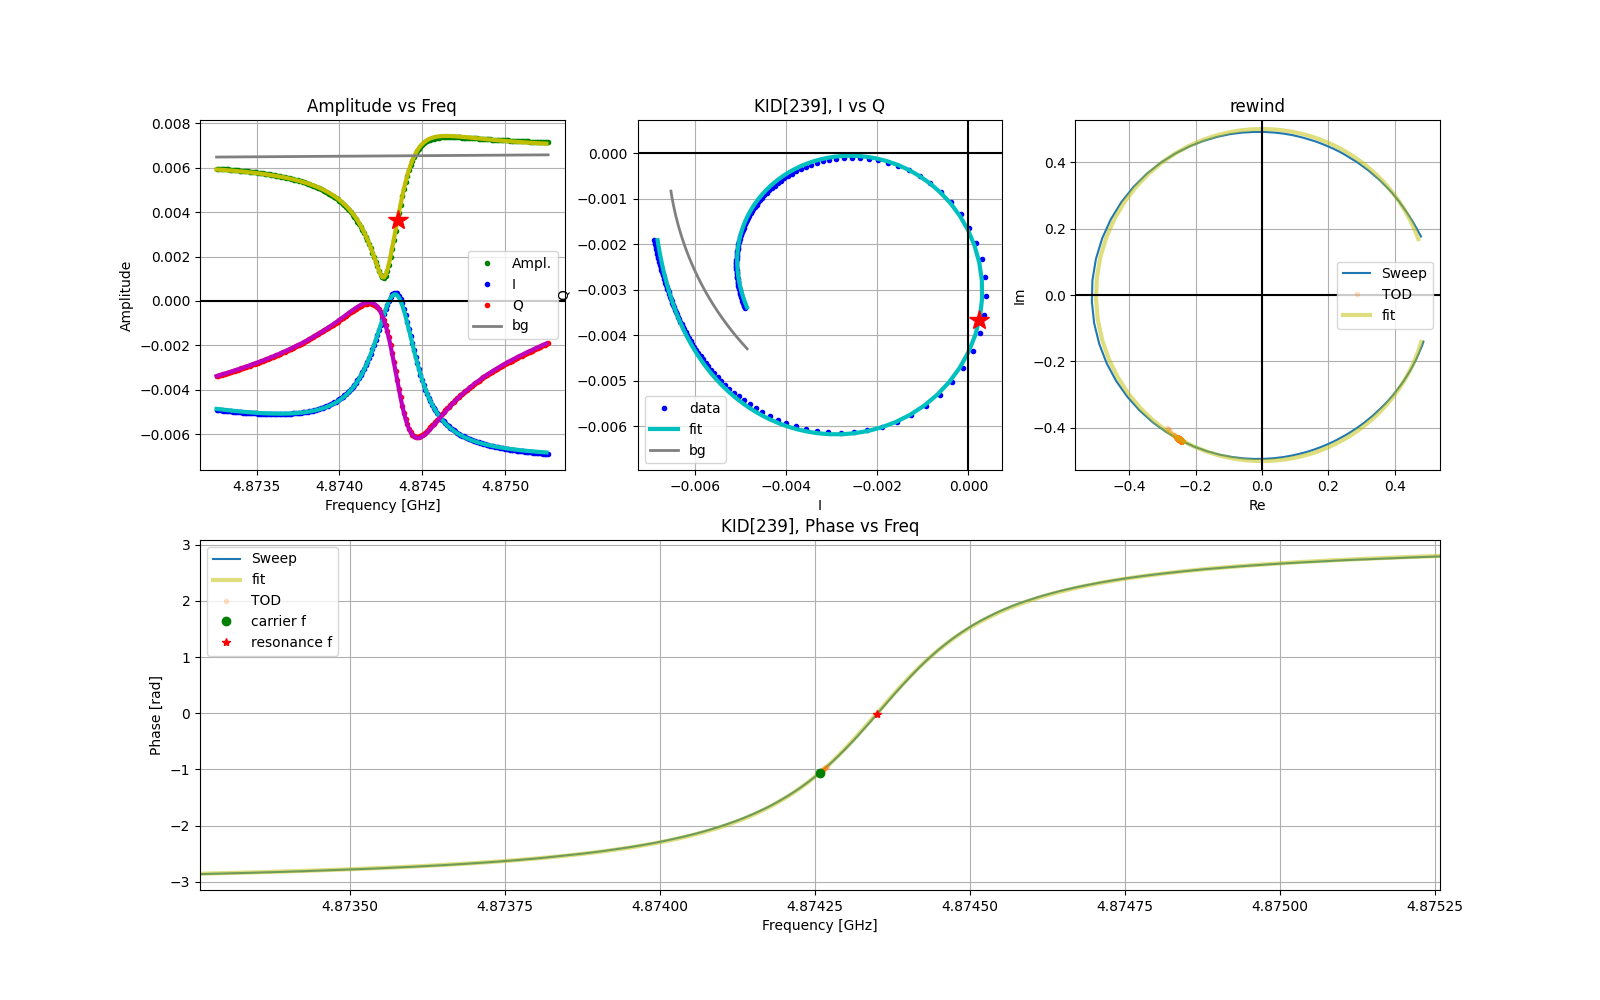 Amplitude vs Freq
0.008
0.006
0.004
0.002
0.000
−0.002
−0.004
−0.006
Amplitude
4.8735
4.8740
4.8745
4.8750
Frequency [GHz]
Ampl.
I
Q
bg
KID[239], I vs Q
0.000
−0.001
−0.002
−0.003
−0.004
−0.005
−0.006
Q
−0.006
−0.004
−0.002
0.000
I
data
fit
bg
rewind
0.4
0.2
0.0
−0.2
−0.4
Im
−0.4
−0.2
0.0
0.2
0.4
Re
Sweep
TOD
fit
KID[239], Phase vs Freq
3
2
1
0
−1
−2
−3
Phase [rad]
4.87350
4.87375
4.87400
4.87425
4.87450
4.87475
4.87500
4.87525
Frequency [GHz]
Sweep
fit
TOD
carrier f
resonance f